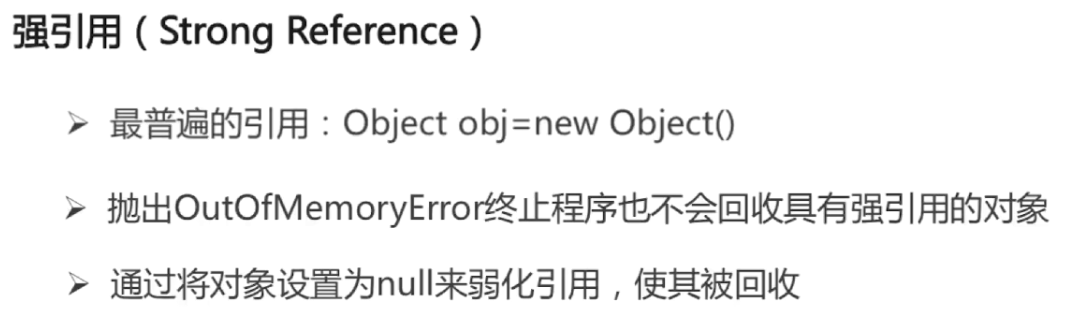 强引用（Strong Reference）
最普遍的引用：Object obj=new Object()
抛出OutOfMemoryError终止程序也不会回收具有强引用的对象
通过将对象设置为null来弱化引用，使其被回收